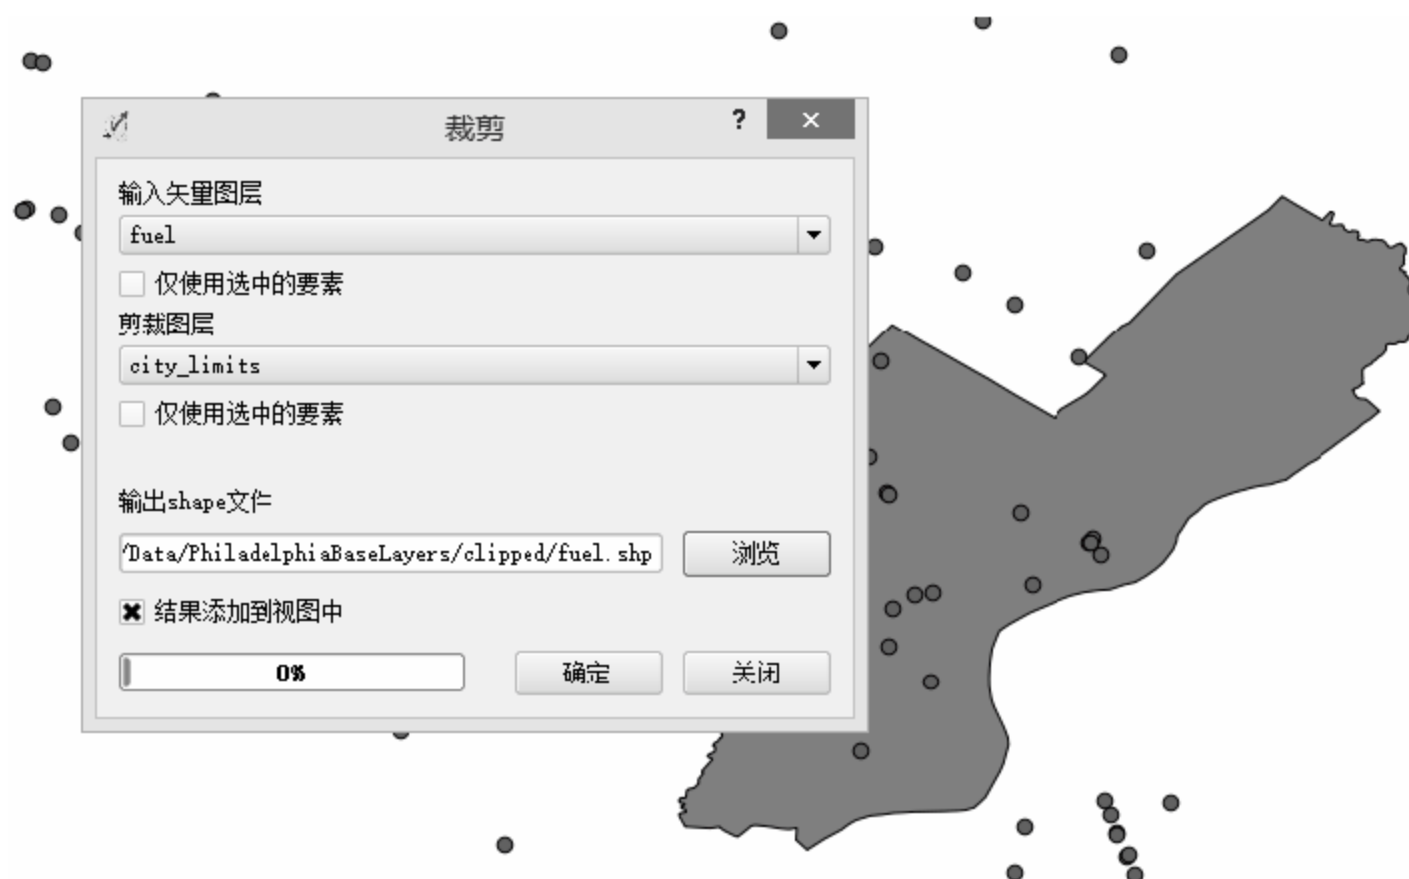 裁剪
?
输入矢量图层
fuel
仅使用选中的要素
剪裁图层
city_limits
仅使用选中的要素
输出shape文件
'Data/PhiladelphiaBaseLayers/clipped/fuel.shp
浏览
结果添加到视图中
0%
确定
关闭